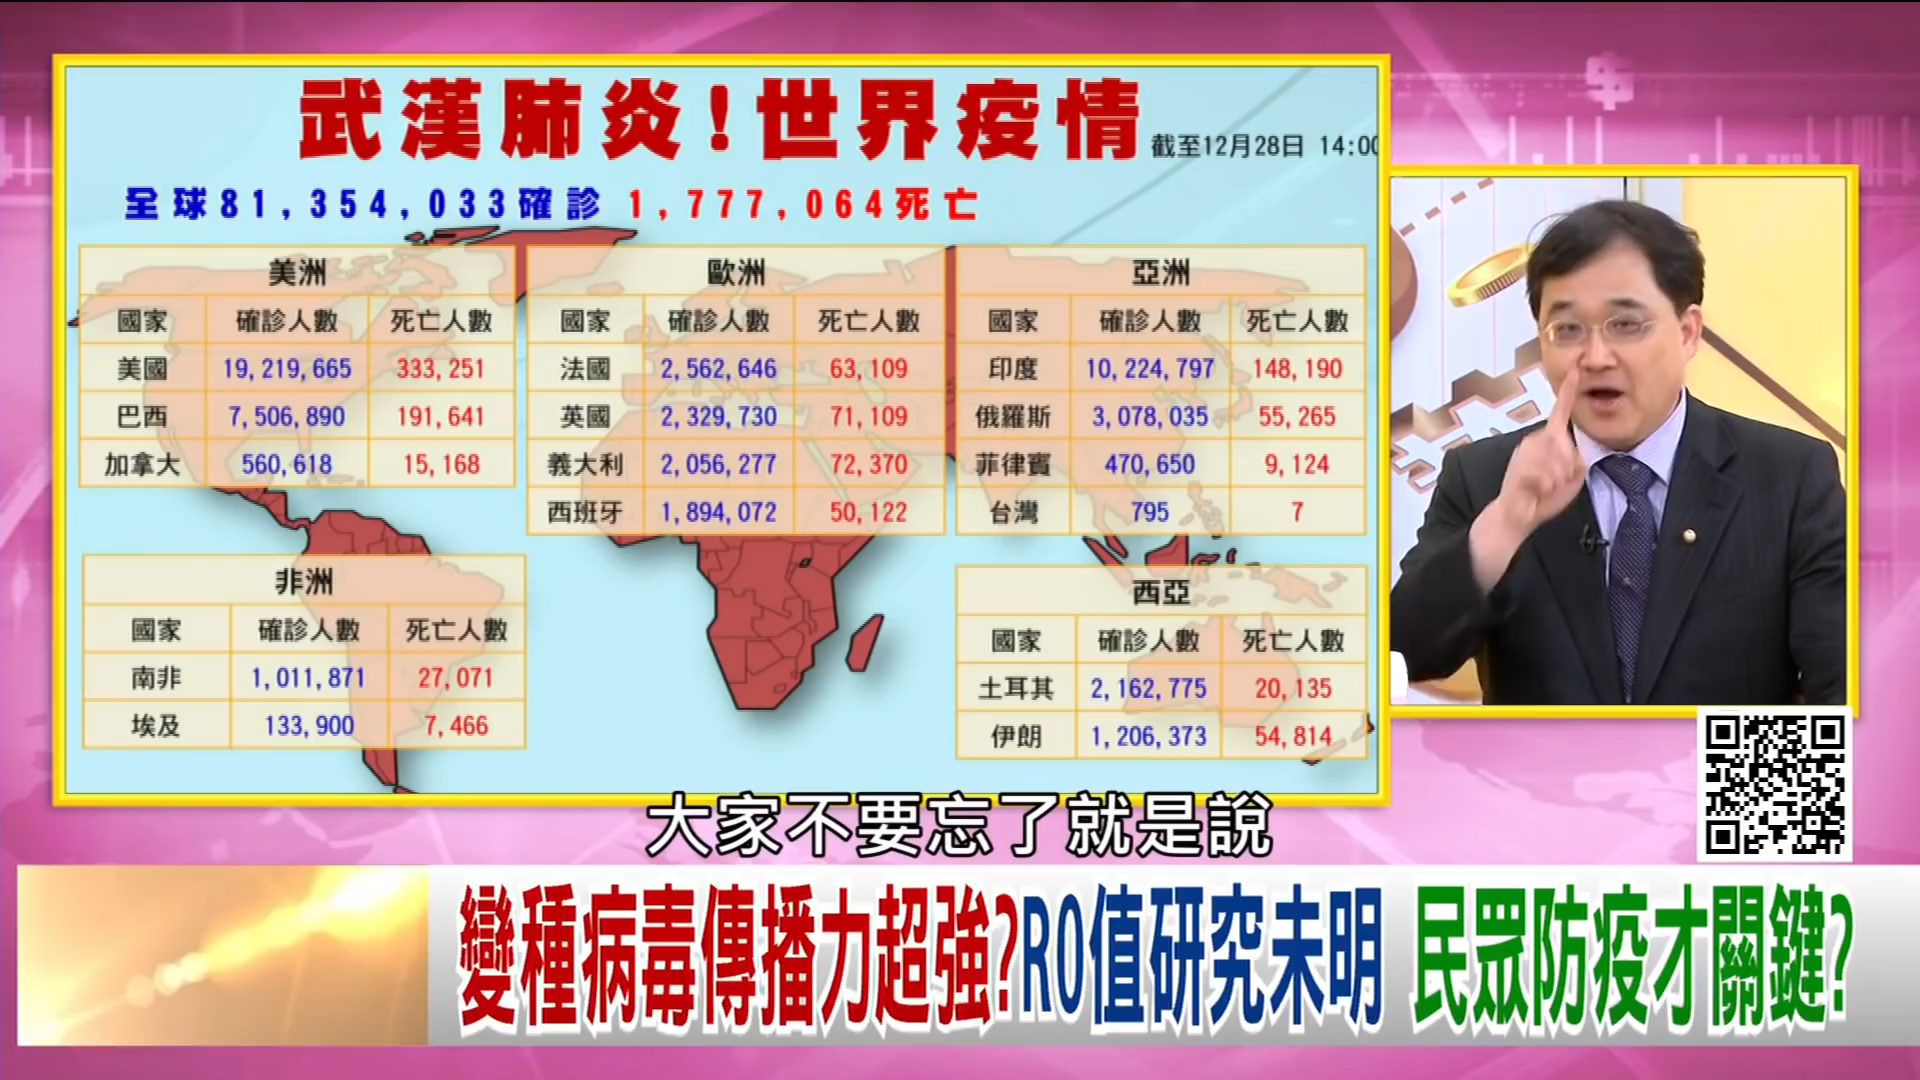 武漢肺炎!世界疫情
截至12月28日 14:00
全球81,354,033確診 1,777,064死亡
美洲
國家 確診人數 死亡人數
美國 19,219,665 333,251
巴西 7,506,890 191,641
加拿大 560,618 15,168
歐洲
國家 確診人數 死亡人數
法國 2,562,646 63,109
英國 2,329,730 71,109
義大利 2,056,277 72,370
西班牙 1,894,072 50,122
亞洲
國家 確診人數 死亡人數
印度 10,224,797 148,190
俄羅斯 3,078,035 55,265
菲律賓 470,650 9,124
台灣 795 7
非洲
國家 確診人數 死亡人數
南非 1,011,871 27,071
埃及 133,900 7,466
西亞
國家 確診人數 死亡人數
土耳其 2,162,775 20,135
伊朗 1,206,373 54,814
大家不要忘了就是說
變種病毒傳播力超強?R0值研究未明 民眾防疫才關鍵?